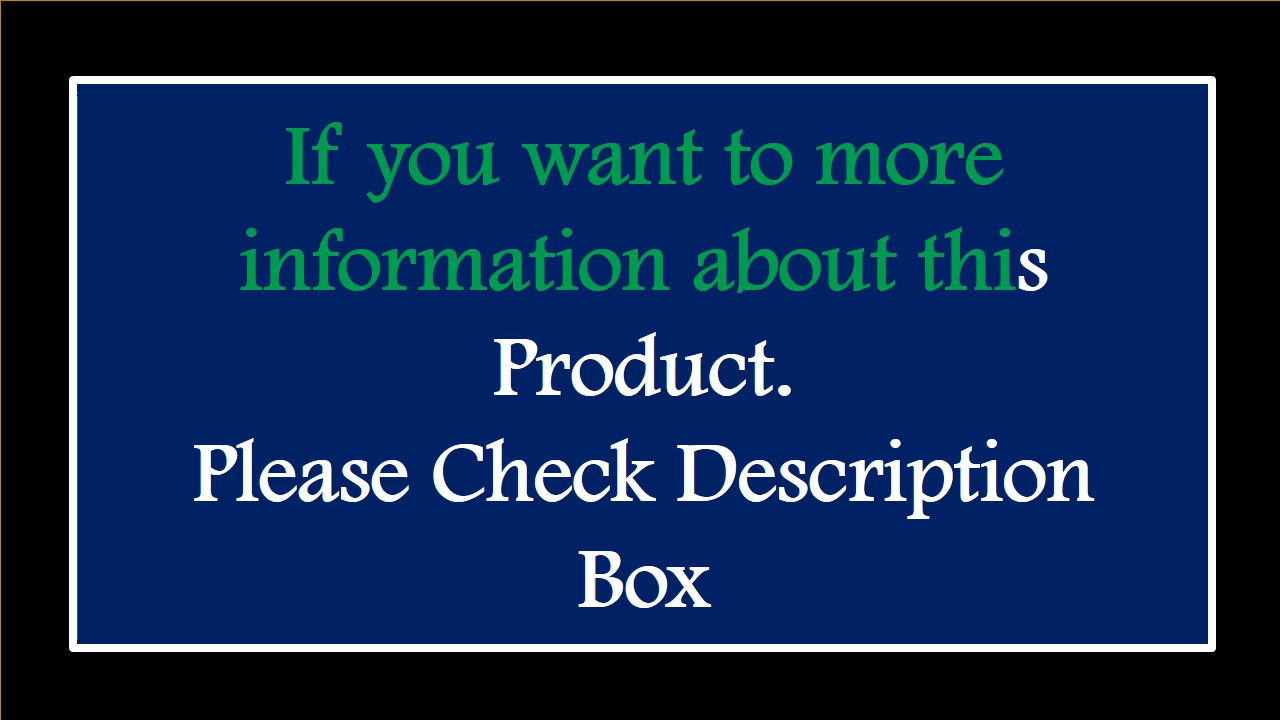 If you want to more
information about this
Product.
Please Check Description
Box